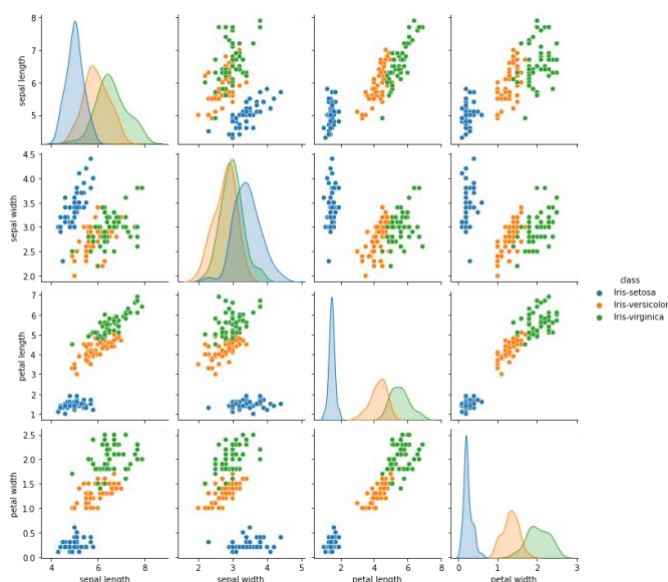 8
7
6
5
sepal length
4.5
4.0
3.5
3.0
2.5
2.0
sepal width
class
Iris-setosa
Iris-versicolor
Iris-virginica
7
6
5
4
3
2
1
petal length
2.5
2.0
1.5
1.0
0.5
0.0
petal width
4 6 8
2 3 4
0 2 4 6 8
0 1 2 3
sepal length sepal width petal length petal width